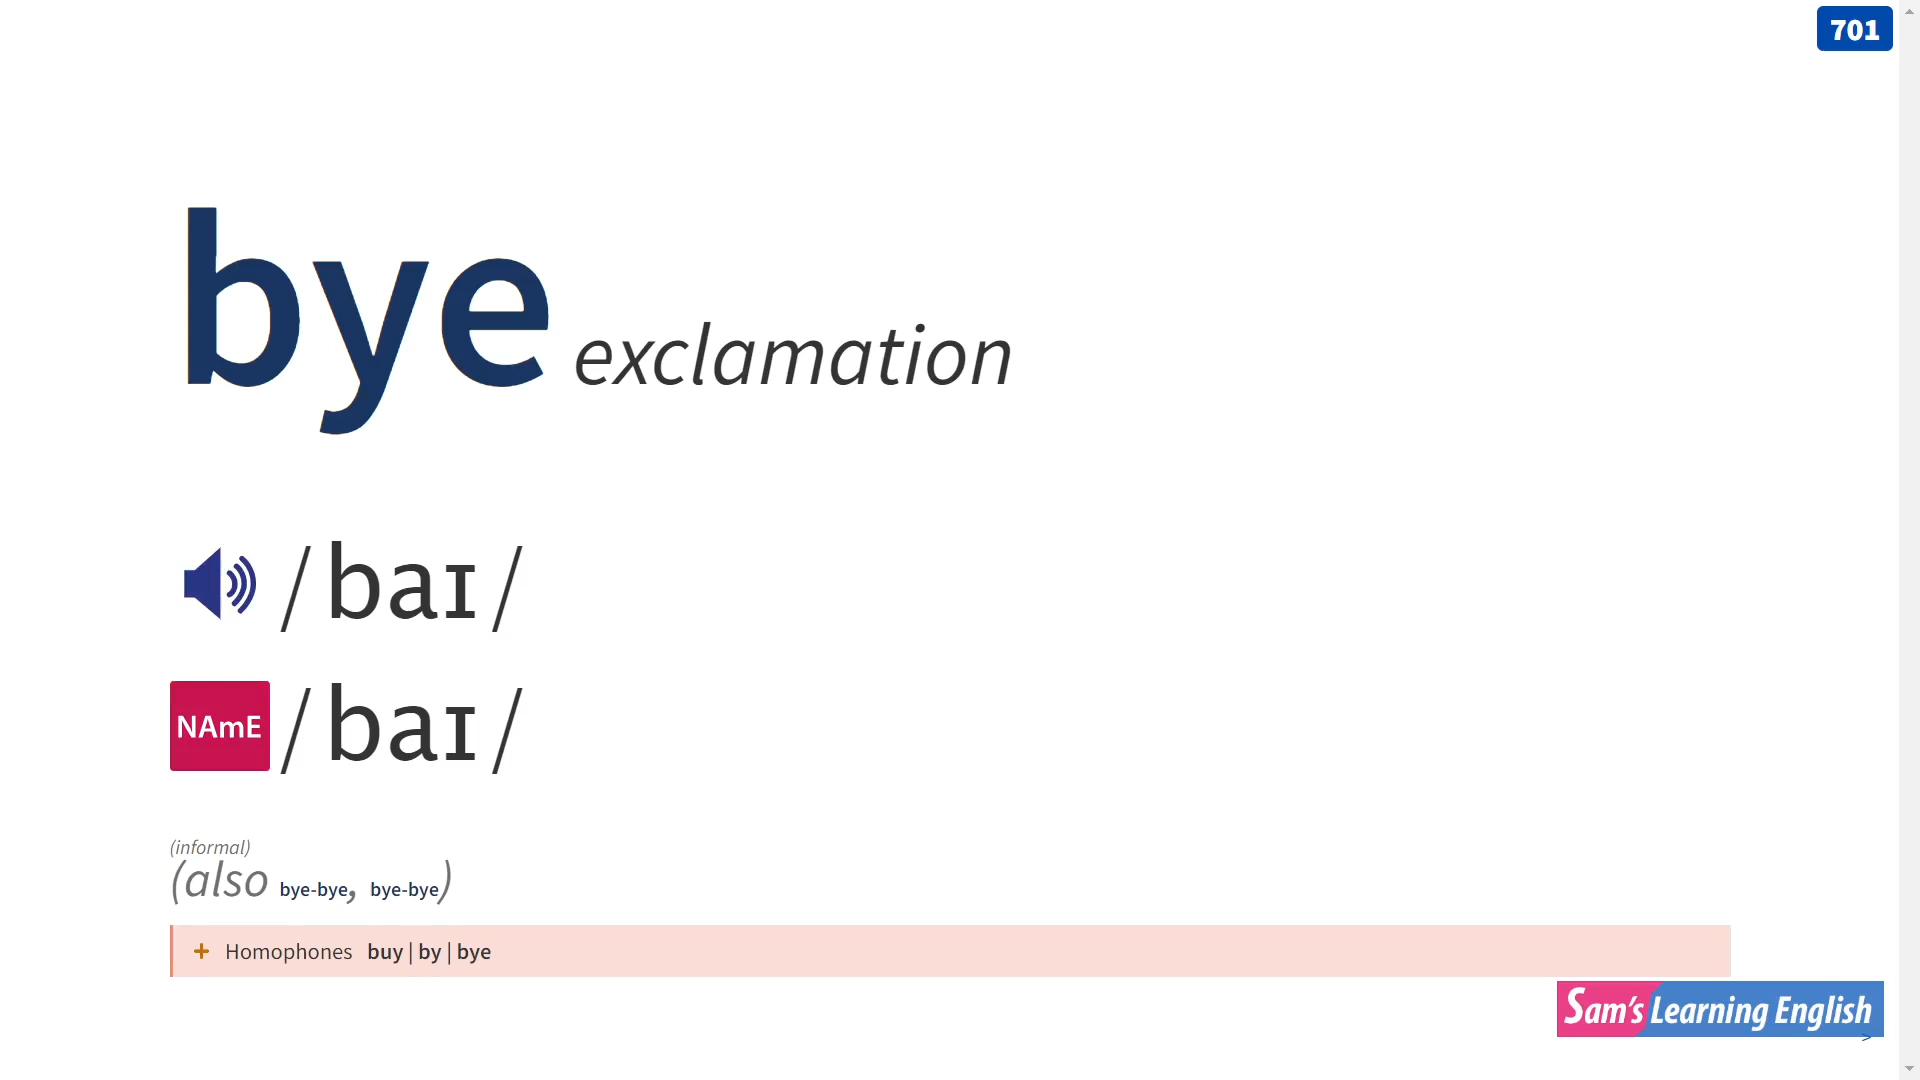 701
bye exclamation
/baɪ/
NAmE /baɪ/
(informal)
(also bye-bye, bye-bye)
+ Homophones buy | by | bye
Sam's Learning English
>